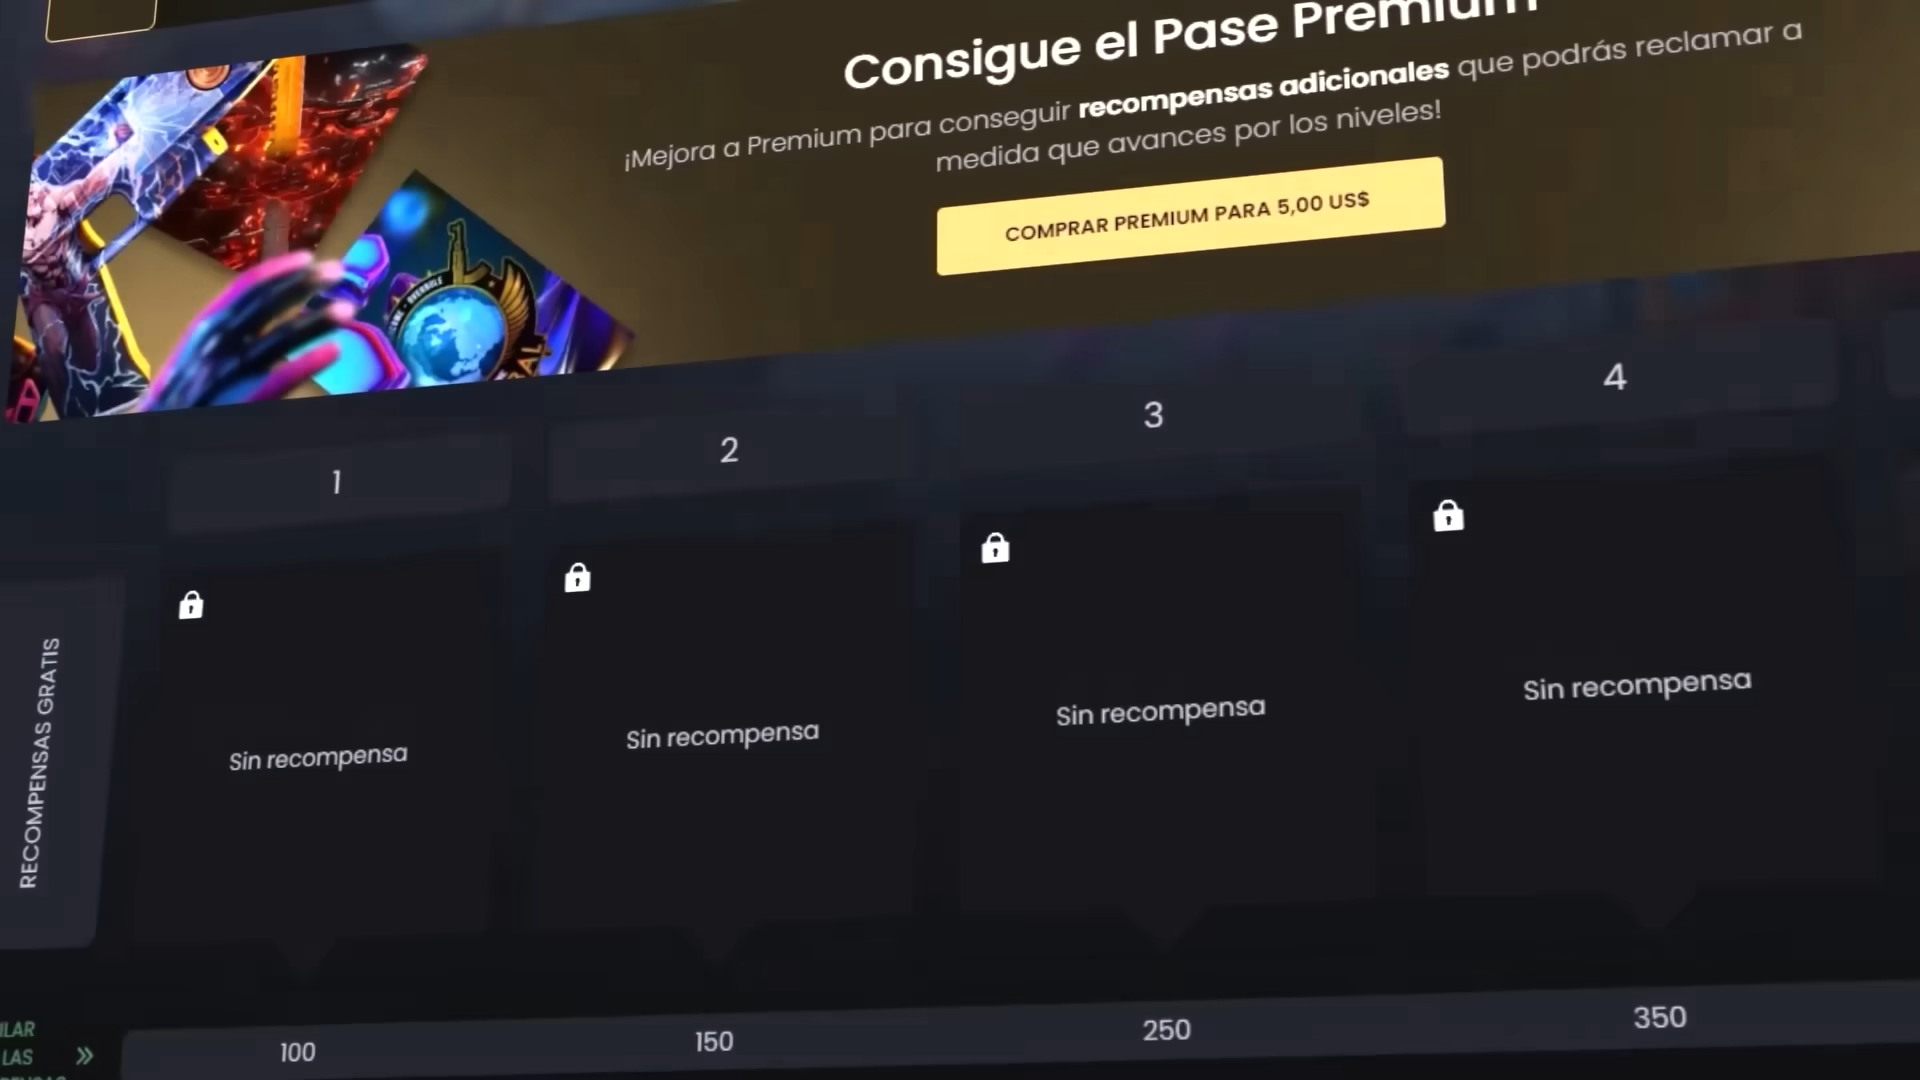 Consigue el Pase Premium
¡Mejora a Premium para conseguir recompensas adicionales que podrás reclamar a
medida que avances por los niveles!
COMPRAR PREMIUM PARA 5,00 US$
1
2
3
4
Sin recompensa
Sin recompensa
Sin recompensa
Sin recompensa
RECOMPENSAS GRATIS
LAS
100
150
250
350